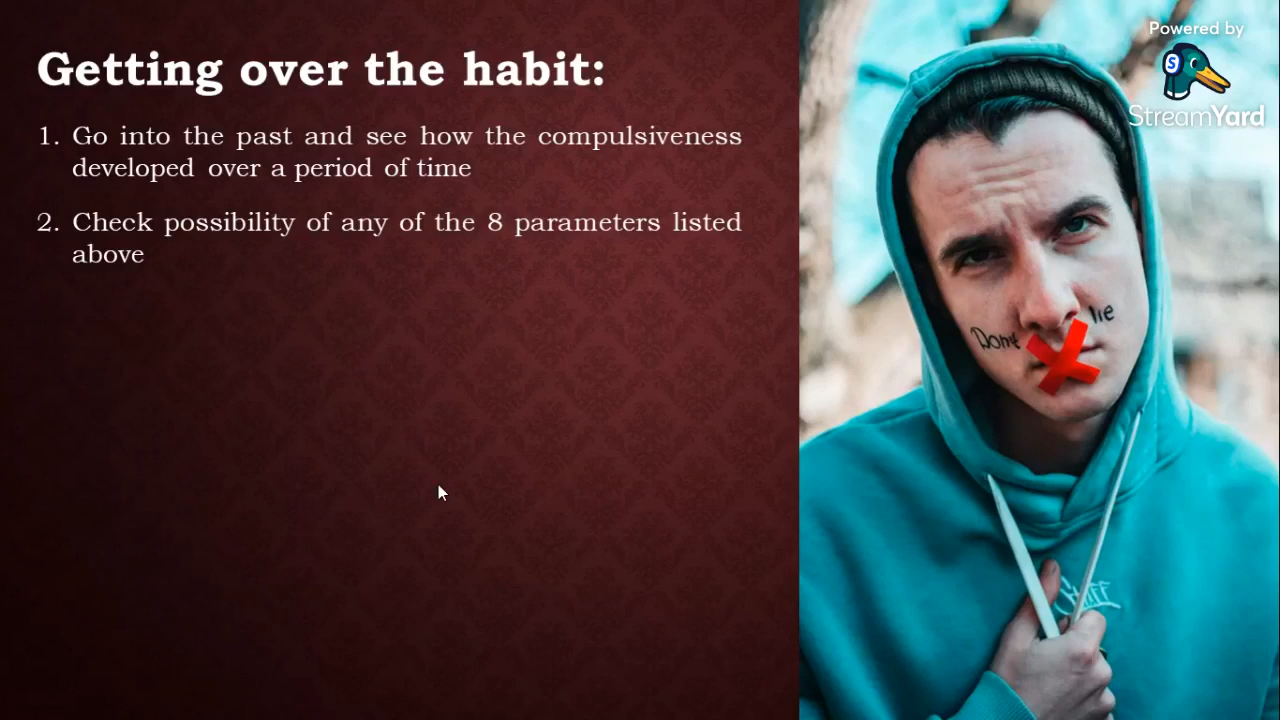 Powered by
StreamYard
Getting over the habit:
1. Go into the past and see how the compulsiveness
developed over a period of time
2. Check possibility of any of the 8 parameters listed
above
Dont lie